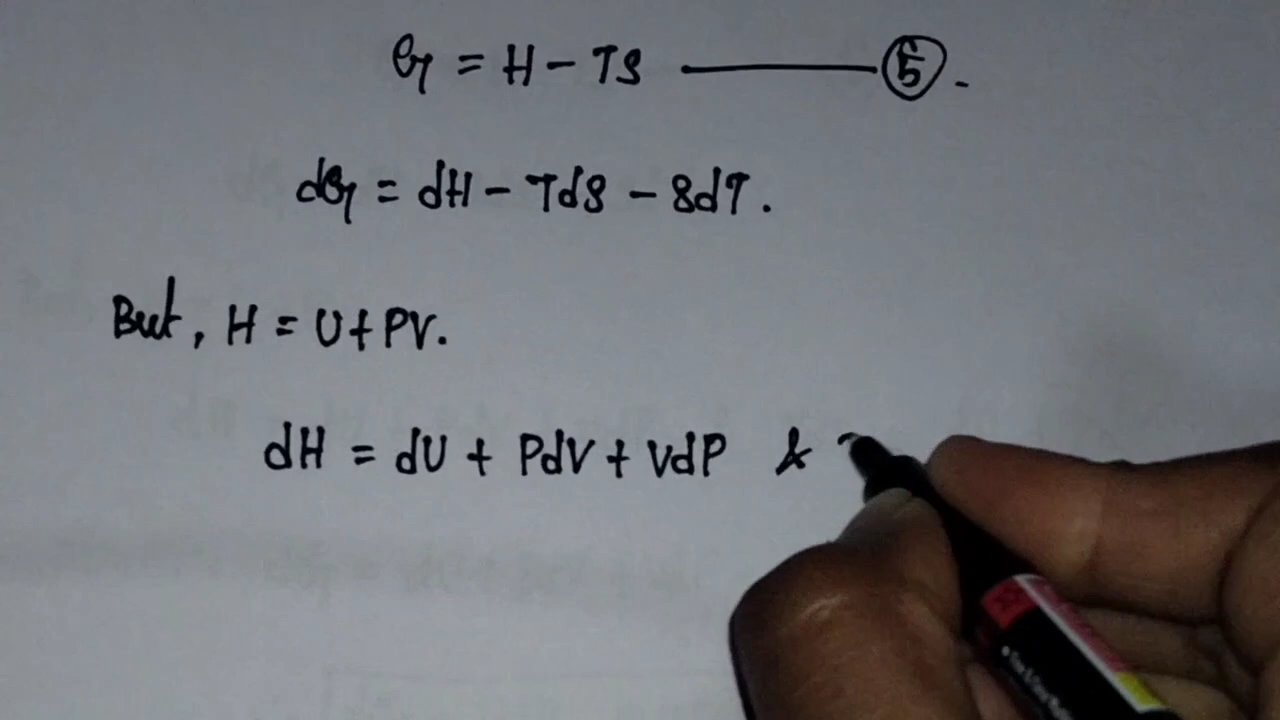 G = H - TS ——— ⑤.
dG = dH - TdS - SdT.
But, H = U + PV.
dH = dU + PdV + VdP &